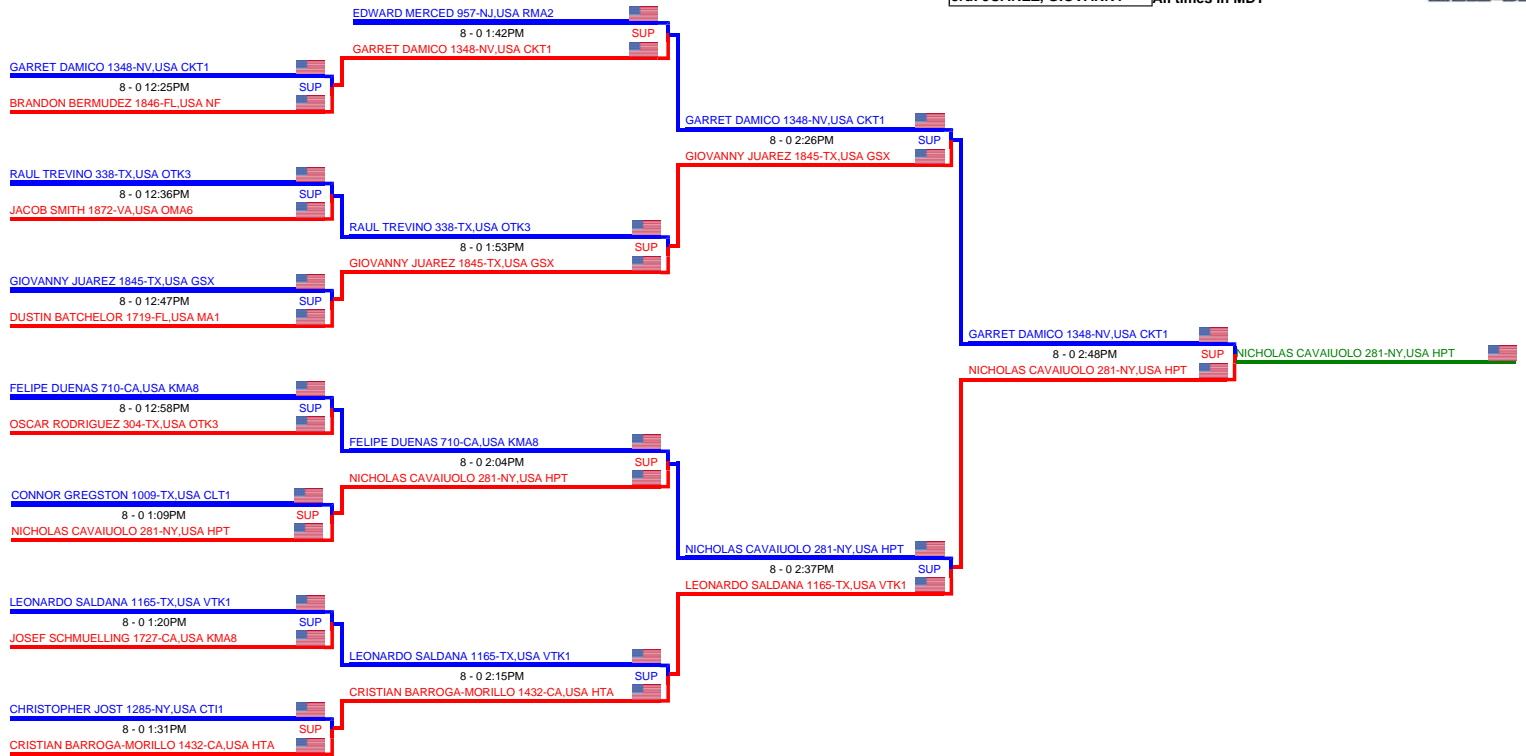 3rd: JUAREZ, GIOVANNY
All times in MDT
EDWARD MERCED 957-NJ,USA RMA2
8 - 0 1:42PM SUP
GARRET DAMICO 1348-NV,USA CKT1
GARRET DAMICO 1348-NV,USA CKT1
8 - 0 12:25PM SUP
BRANDON BERMUDEZ 1846-FL,USA NF
GARRET DAMICO 1348-NV,USA CKT1
8 - 0 2:26PM SUP
GIOVANNY JUAREZ 1845-TX,USA GSX
RAUL TREVINO 338-TX,USA OTK3
8 - 0 12:36PM SUP
JACOB SMITH 1872-VA,USA OMA6
RAUL TREVINO 338-TX,USA OTK3
8 - 0 1:53PM SUP
GIOVANNY JUAREZ 1845-TX,USA GSX
GIOVANNY JUAREZ 1845-TX,USA GSX
8 - 0 12:47PM SUP
DUSTIN BATCHELOR 1719-FL,USA MA1
GARRET DAMICO 1348-NV,USA CKT1
8 - 0 2:48PM SUP
NICHOLAS CAVAIUOLO 281-NY,USA HPT
NICHOLAS CAVAIUOLO 281-NY,USA HPT
FELIPE DUENAS 710-CA,USA KMA8
8 - 0 12:58PM SUP
OSCAR RODRIGUEZ 304-TX,USA OTK3
FELIPE DUENAS 710-CA,USA KMA8
8 - 0 2:04PM SUP
NICHOLAS CAVAIUOLO 281-NY,USA HPT
CONNOR GREGSTON 1009-TX,USA CLT1
8 - 0 1:09PM SUP
NICHOLAS CAVAIUOLO 281-NY,USA HPT
NICHOLAS CAVAIUOLO 281-NY,USA HPT
8 - 0 2:37PM SUP
LEONARDO SALDANA 1165-TX,USA VTK1
LEONARDO SALDANA 1165-TX,USA VTK1
8 - 0 1:20PM SUP
JOSEF SCHMUELLING 1727-CA,USA KMA8
LEONARDO SALDANA 1165-TX,USA VTK1
8 - 0 2:15PM SUP
CRISTIAN BARROGA-MORILLO 1432-CA,USA HTA
CHRISTOPHER JOST 1285-NY,USA CTI1
8 - 0 1:31PM SUP
CRISTIAN BARROGA-MORILLO 1432-CA,USA HTA